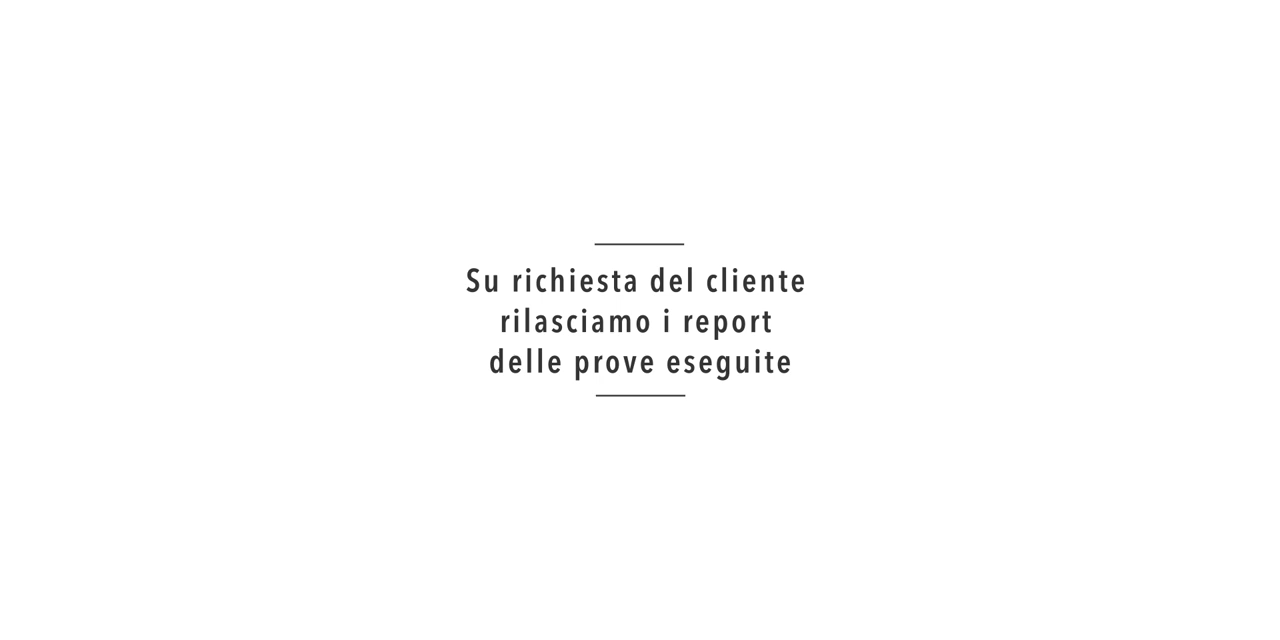 Su richiesta del cliente
rilasciamo i report
delle prove eseguite